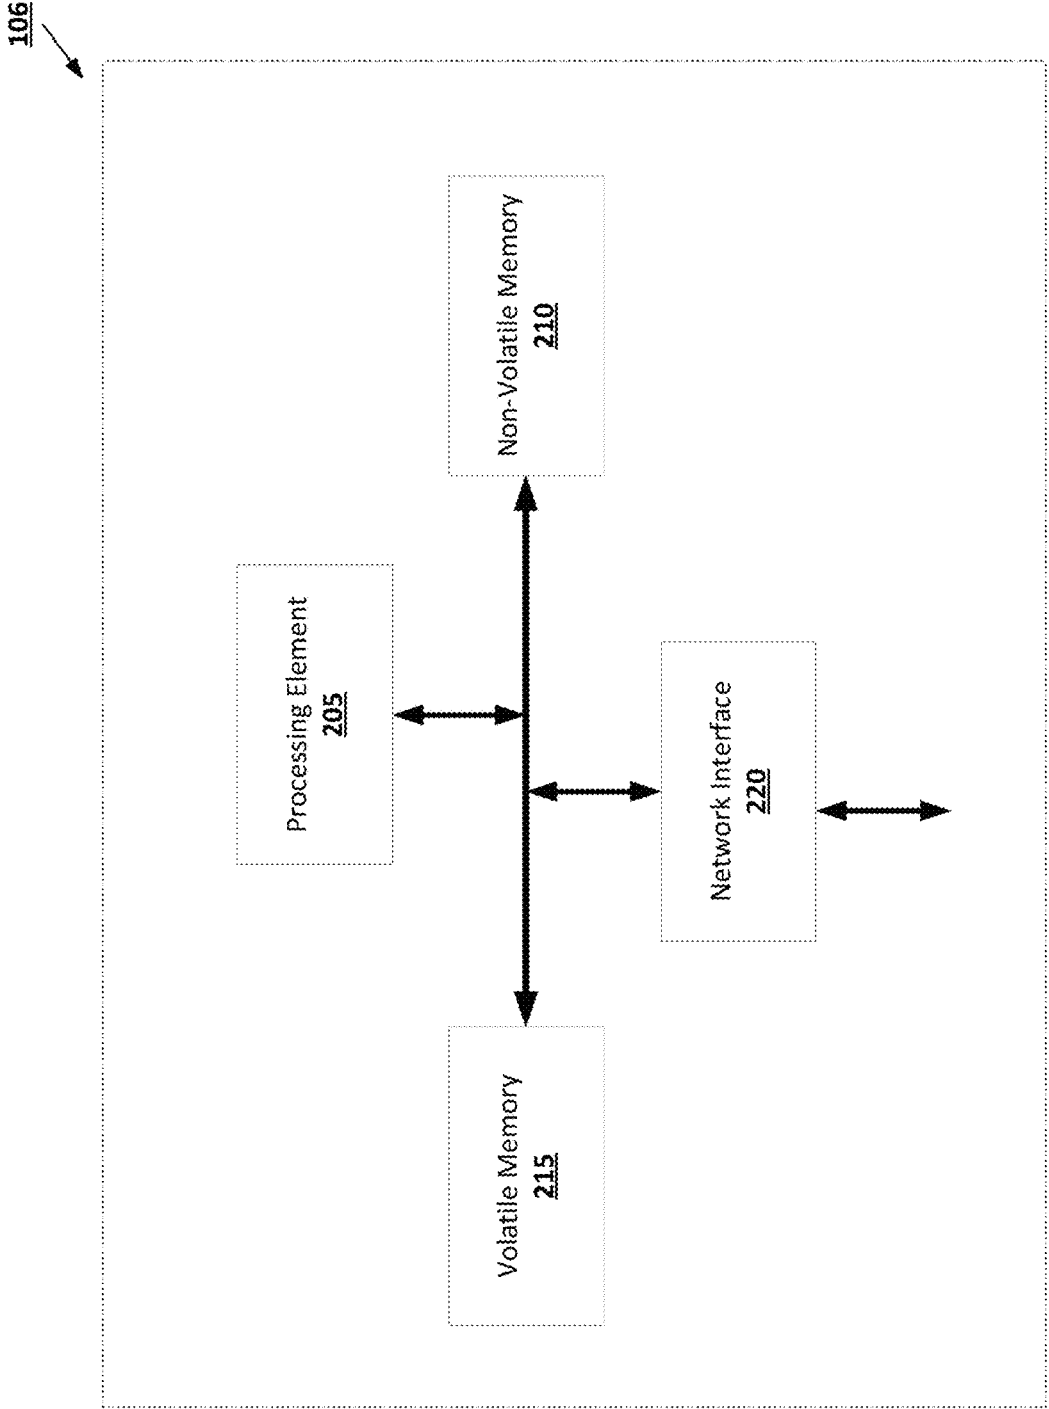 106
Processing Element
205
Volatile Memory
215
Non-Volatile Memory
210
Network Interface
220